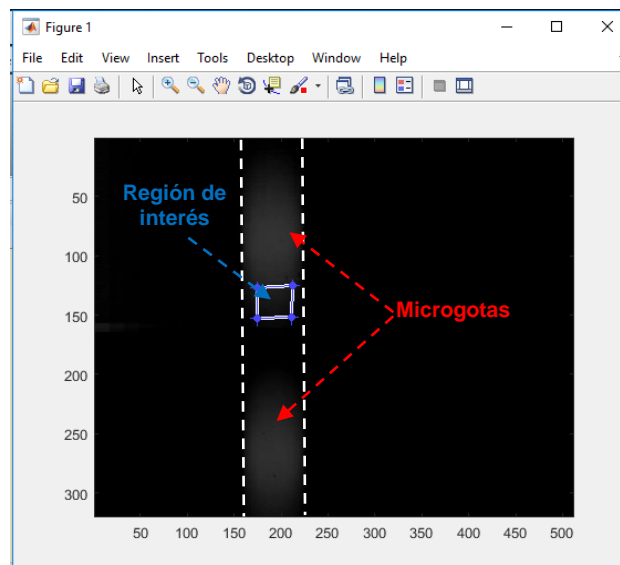 Figure 1
File Edit View Insert Tools Desktop Window Help
Región de
interés
Microgotas
50
100
150
200
250
300
50 100 150 200 250 300 350 400 450 500